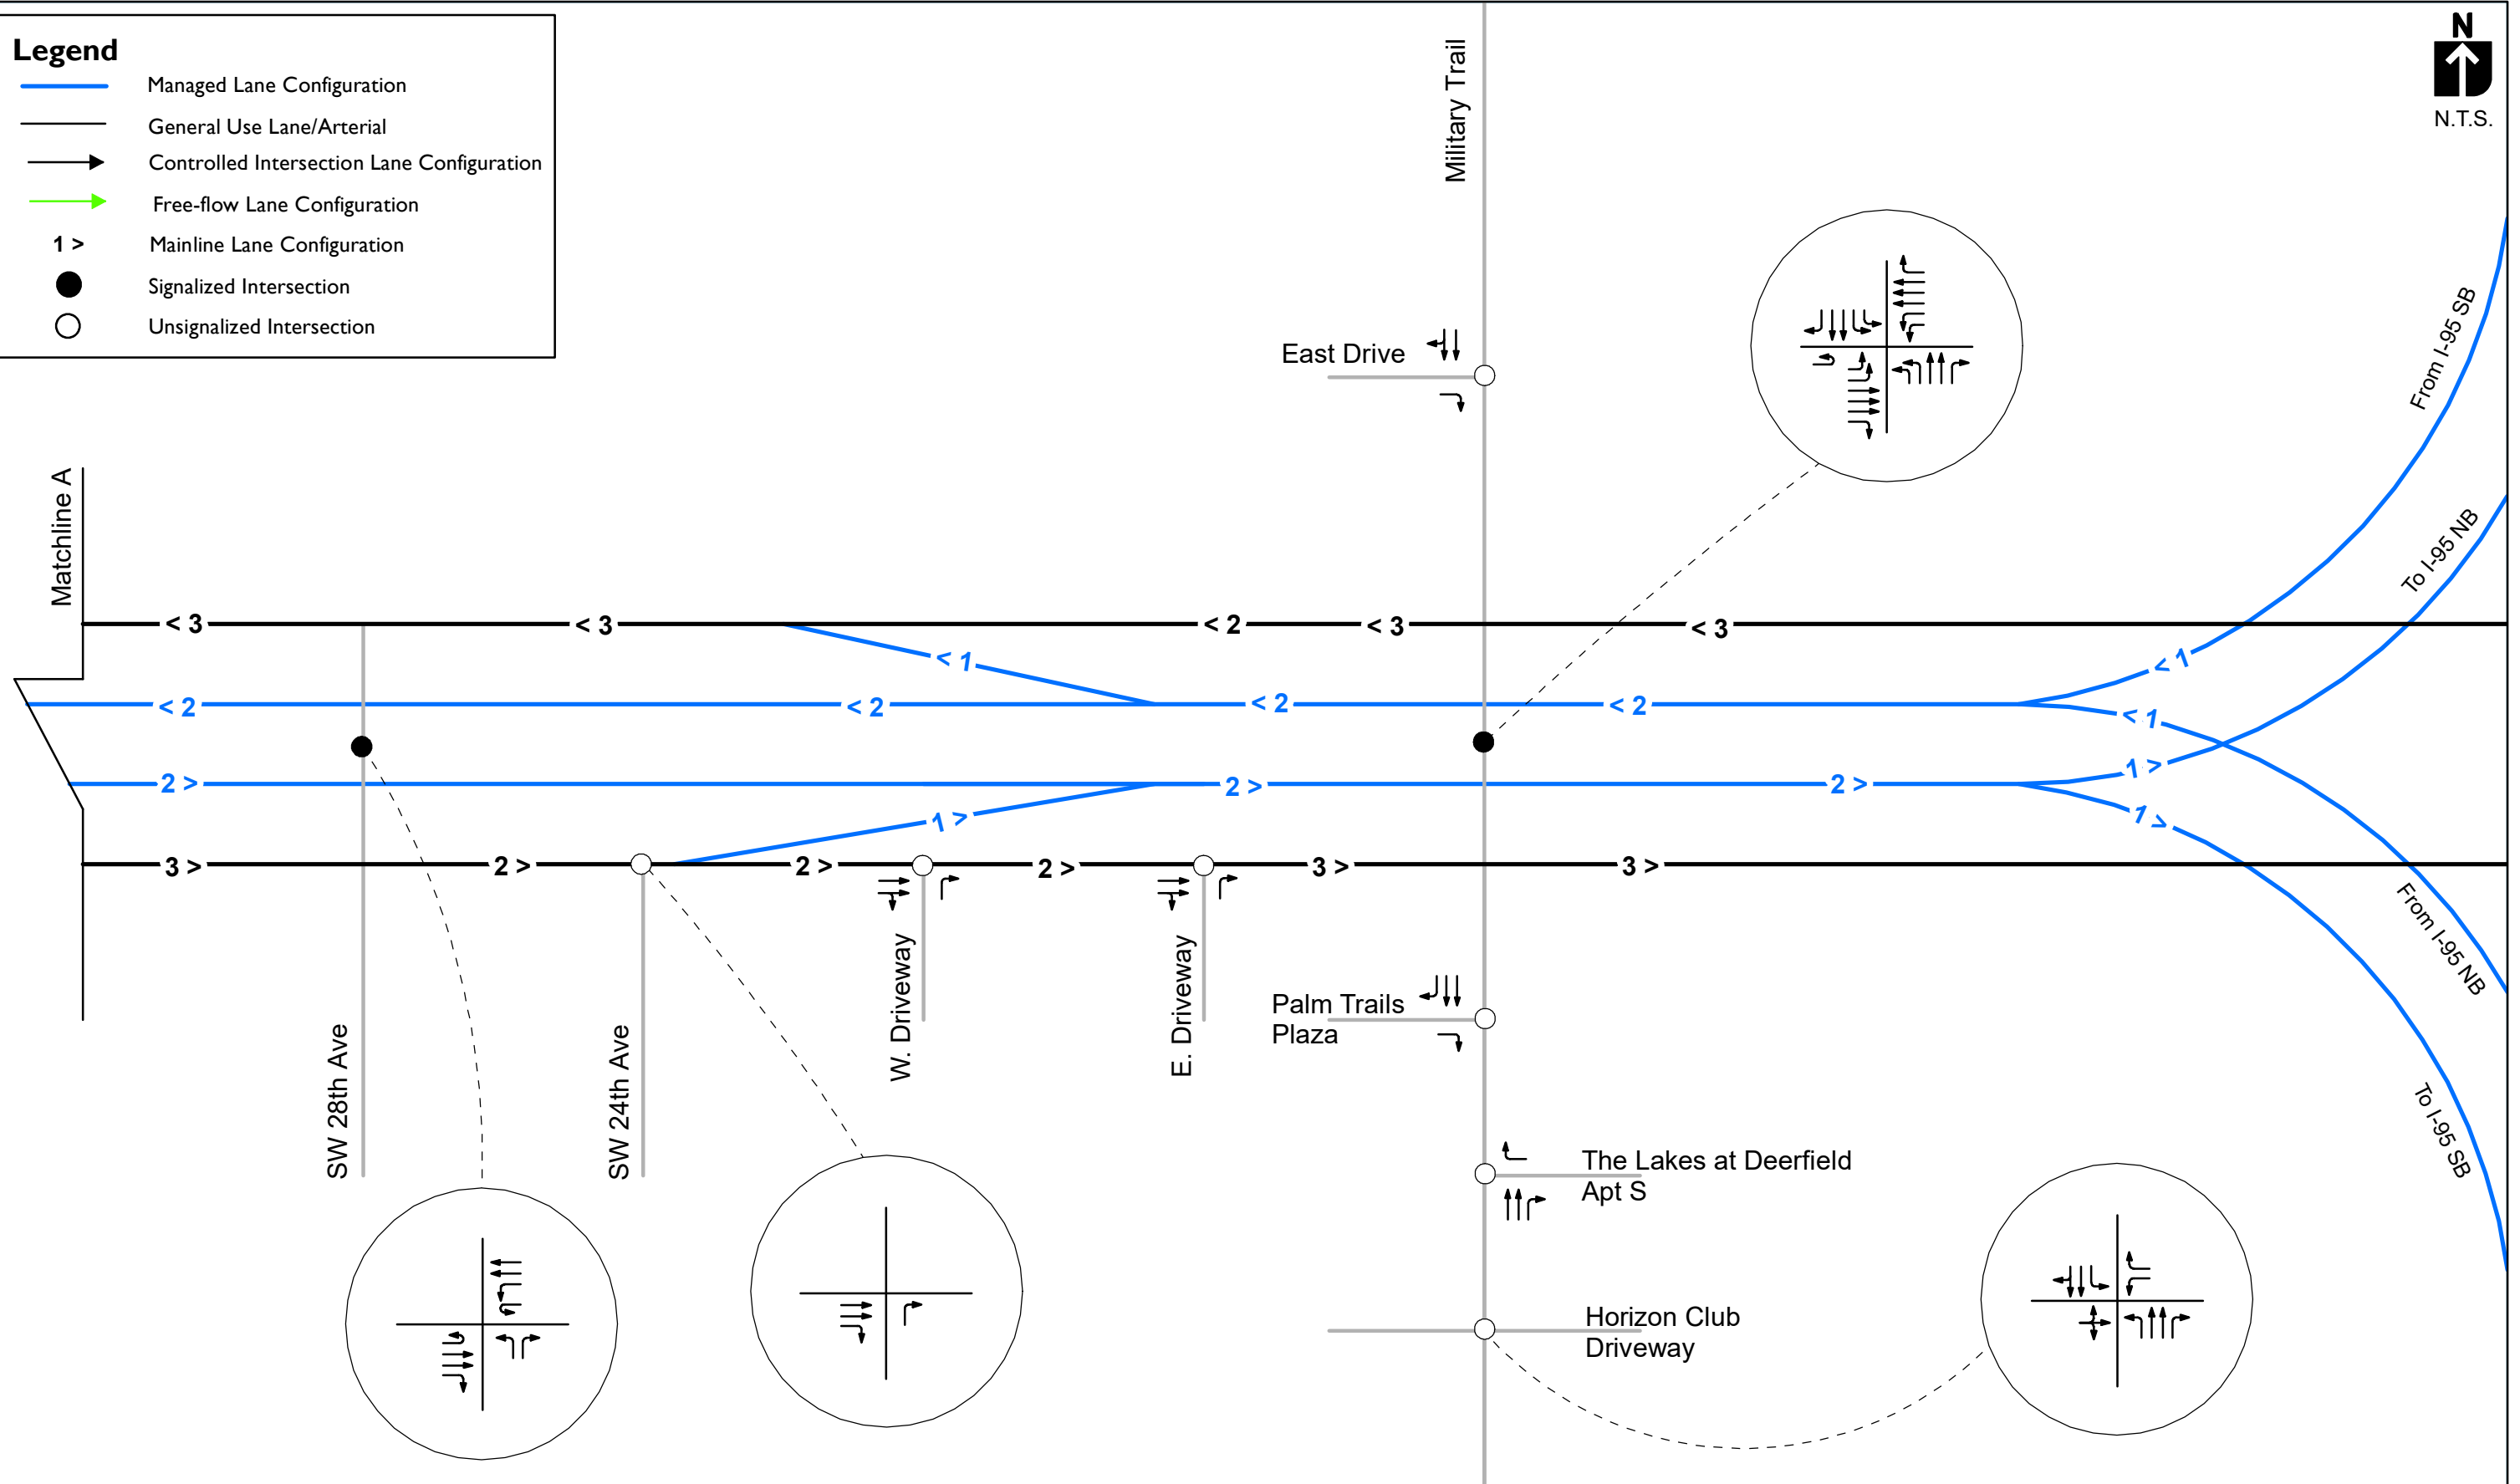 Legend
Managed Lane Configuration
General Use Lane/Arterial
Controlled Intersection Lane Configuration
Free-flow Lane Configuration
1 >
Mainline Lane Configuration
Signalized Intersection
Unsignalized Intersection
N
N.T.S.
Military Trail
East Drive
From I-95 SB
To I-95 NB
Matchline A
< 3
< 3
< 2
< 3
< 3
< 1
< 1
< 2
< 2
< 2
< 2
< 1
2 >
2 >
2 >
1 >
1 >
1 >
3 >
2 >
2 >
2 >
3 >
3 >
From I-95 NB
To I-95 SB
SW 28th Ave
SW 24th Ave
W. Driveway
E. Driveway
Palm Trails
Plaza
The Lakes at Deerfield
Apt S
Horizon Club
Driveway